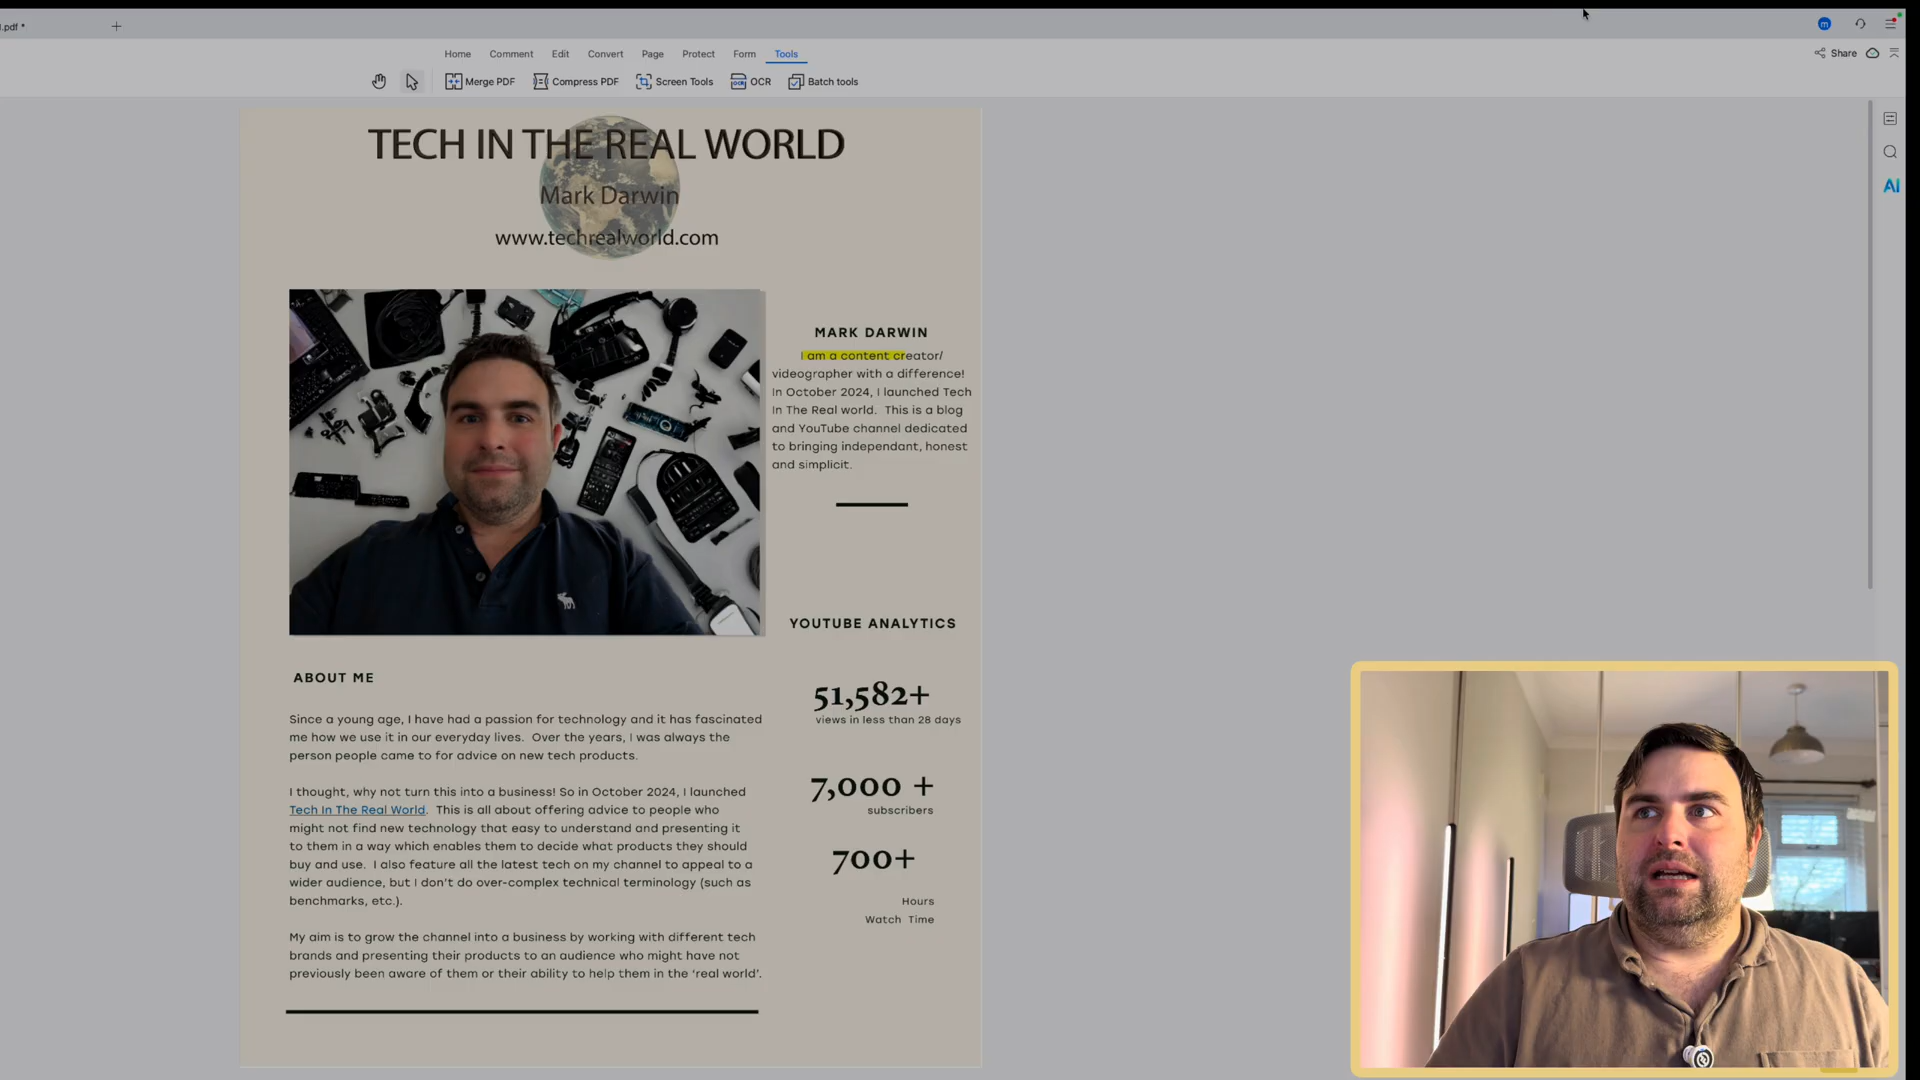 .pdf *
m
Home Comment Edit Convert Page Protect Form Tools
Share
Merge PDF Compress PDF Screen Tools OCR OCR Batch tools
AI
TECH IN THE REAL WORLD
Mark Darwin
www.techrealworld.com
MARK DARWIN
I am a content creator/
videographer with a difference!
In October 2024, I launched Tech
In The Real world. This is a blog
and YouTube channel dedicated
to bringing independant, honest
and simplicit.
YOUTUBE ANALYTICS
51,582+
views in less than 28 days
7,000 +
subscribers
700+
Hours
Watch Time
ABOUT ME
Since a young age, I have had a passion for technology and it has fascinated
me how we use it in our everyday lives. Over the years, I was always the
person people came to for advice on new tech products.
I thought, why not turn this into a business! So in October 2024, I launched
Tech In The Real World. This is all about offering advice to people who
might not find new technology that easy to understand and presenting it
to them in a way which enables them to decide what products they should
buy and use. I also feature all the latest tech on my channel to appeal to a
wider audience, but I don't do over-complex technical terminology (such as
benchmarks, etc.).
My aim is to grow the channel into a business by working with different tech
brands and presenting their products to an audience who might have not
previously been aware of them or their ability to help them in the ‘real world’.